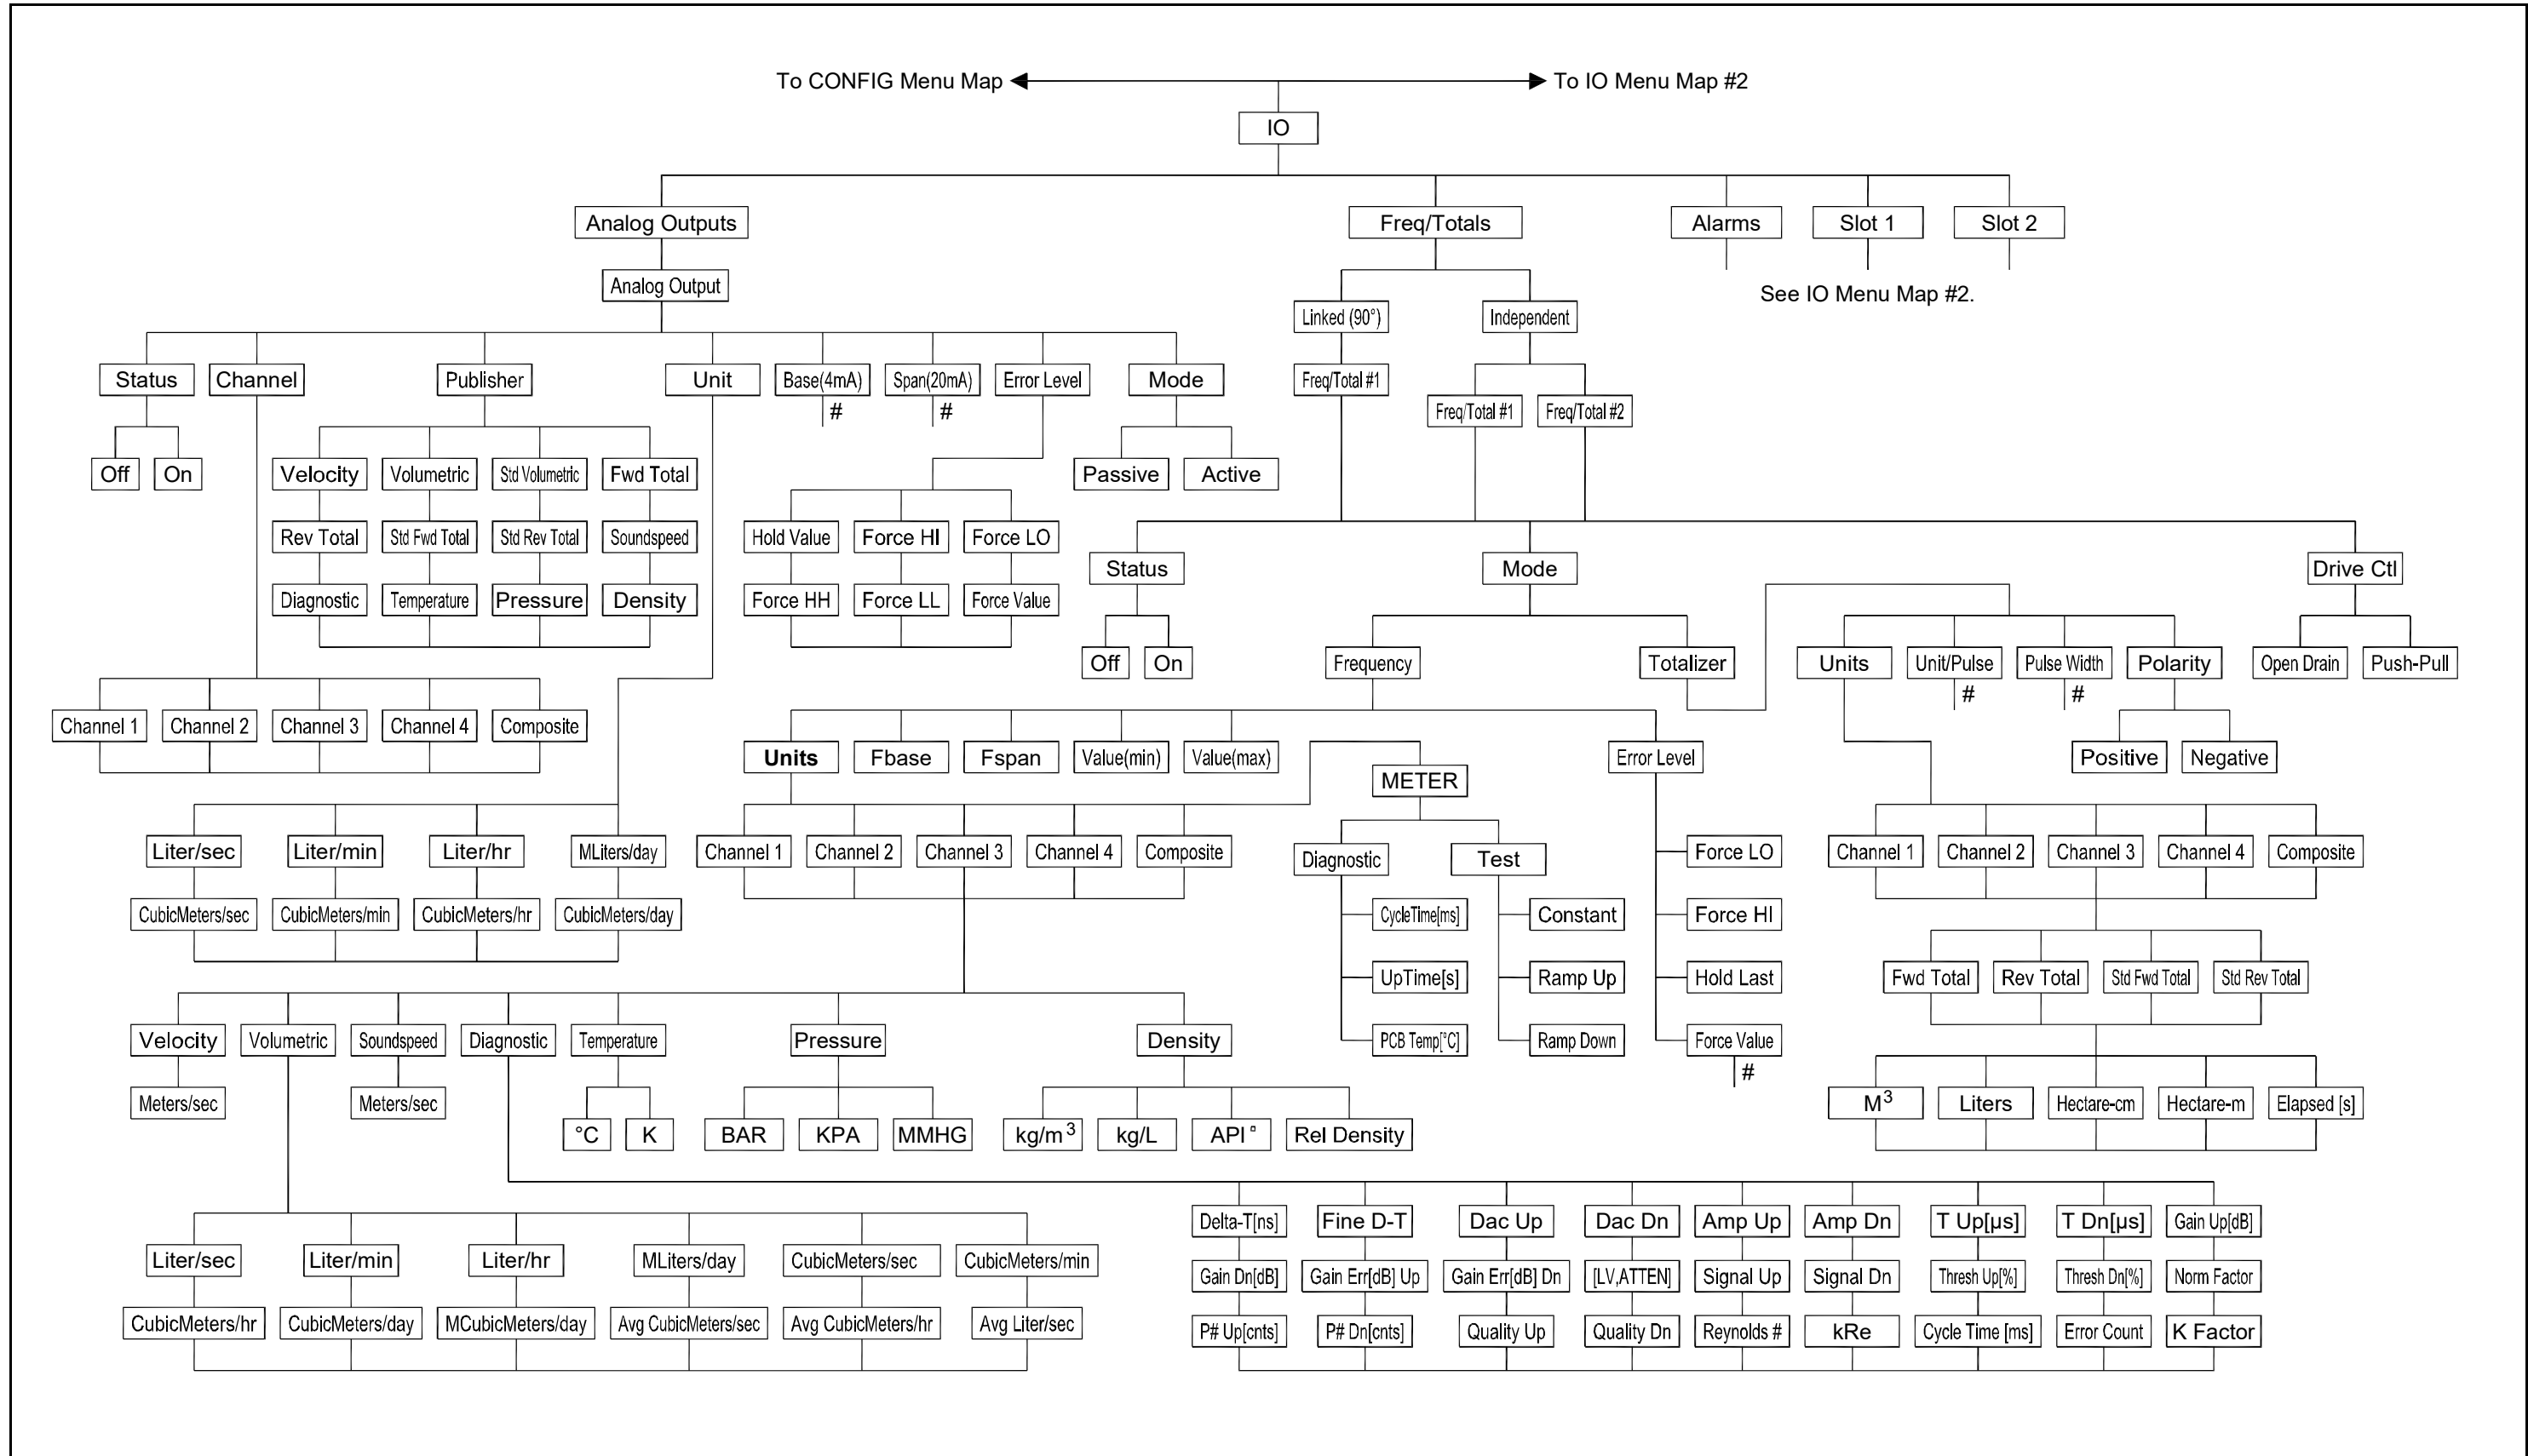 To CONFIG Menu Map
To IO Menu Map #2
IO
Analog Outputs
Freq/Totals
Alarms
Slot 1
Slot 2
Analog Output
See IO Menu Map #2.
Linked (90°)
Independent
Status
Channel
Publisher
Unit
Base(4mA)
Span(20mA)
Error Level
Mode
Freq/Total #1
#
#
Freq/Total #1
Freq/Total #2
Off
On
Velocity
Volumetric
Std Volumetric
Fwd Total
Passive
Active
Rev Total
Std Fwd Total
Std Rev Total
Soundspeed
Hold Value
Force HI
Force LO
Status
Mode
Drive Ctl
Diagnostic
Temperature
Pressure
Density
Force HH
Force LL
Force Value
Off
On
Frequency
Totalizer
Units
Unit/Pulse
Pulse Width
Polarity
Open Drain
Push-Pull
#
#
Channel 1
Channel 2
Channel 3
Channel 4
Composite
Units
Fbase
Fspan
Value(min)
Value(max)
METER
Error Level
Positive
Negative
Liter/sec
Liter/min
Liter/hr
MLiters/day
Channel 1
Channel 2
Channel 3
Channel 4
Composite
Diagnostic
Test
Force LO
Channel 1
Channel 2
Channel 3
Channel 4
Composite
CubicMeters/sec
CubicMeters/min
CubicMeters/hr
CubicMeters/day
CycleTime[ms]
Constant
Force HI
UpTime[s]
Ramp Up
Hold Last
Fwd Total
Rev Total
Std Fwd Total
Std Rev Total
Velocity
Volumetric
Soundspeed
Diagnostic
Temperature
Pressure
Density
PCB Temp[°C]
Ramp Down
Force Value
#
Meters/sec
Meters/sec
M³
Liters
Hectare-cm
Hectare-m
Elapsed [s]
°C
K
BAR
KPA
MMHG
kg/m³
kg/L
API°
Rel Density
Delta-T[ns]
Fine D-T
Dac Up
Dac Dn
Amp Up
Amp Dn
T Up[µs]
T Dn[µs]
Gain Up[dB]
Liter/sec
Liter/min
Liter/hr
MLiters/day
CubicMeters/sec
CubicMeters/min
Gain Dn[dB]
Gain Err[dB] Up
Gain Err[dB] Dn
[LV,ATTEN]
Signal Up
Signal Dn
Thresh Up[%]
Thresh Dn[%]
Norm Factor
CubicMeters/hr
CubicMeters/day
MCubicMeters/day
Avg CubicMeters/sec
Avg CubicMeters/hr
Avg Liter/sec
P# Up[cnts]
P# Dn[cnts]
Quality Up
Quality Dn
Reynolds #
kRe
Cycle Time [ms]
Error Count
K Factor